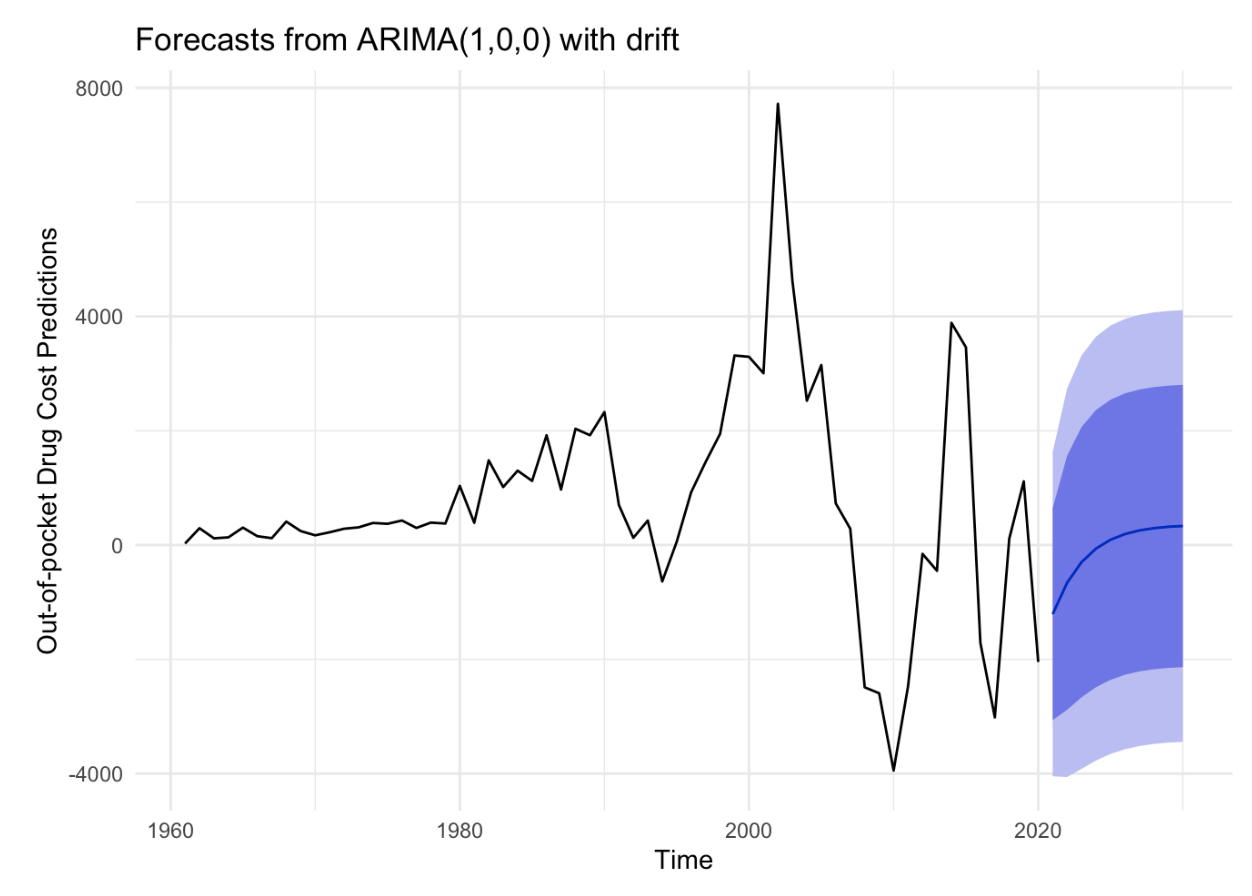 Forecasts from ARIMA(1,0,0) with drift
8000
4000
0
-4000
Out-of-pocket Drug Cost Predictions
1960
1980
2000
2020
Time